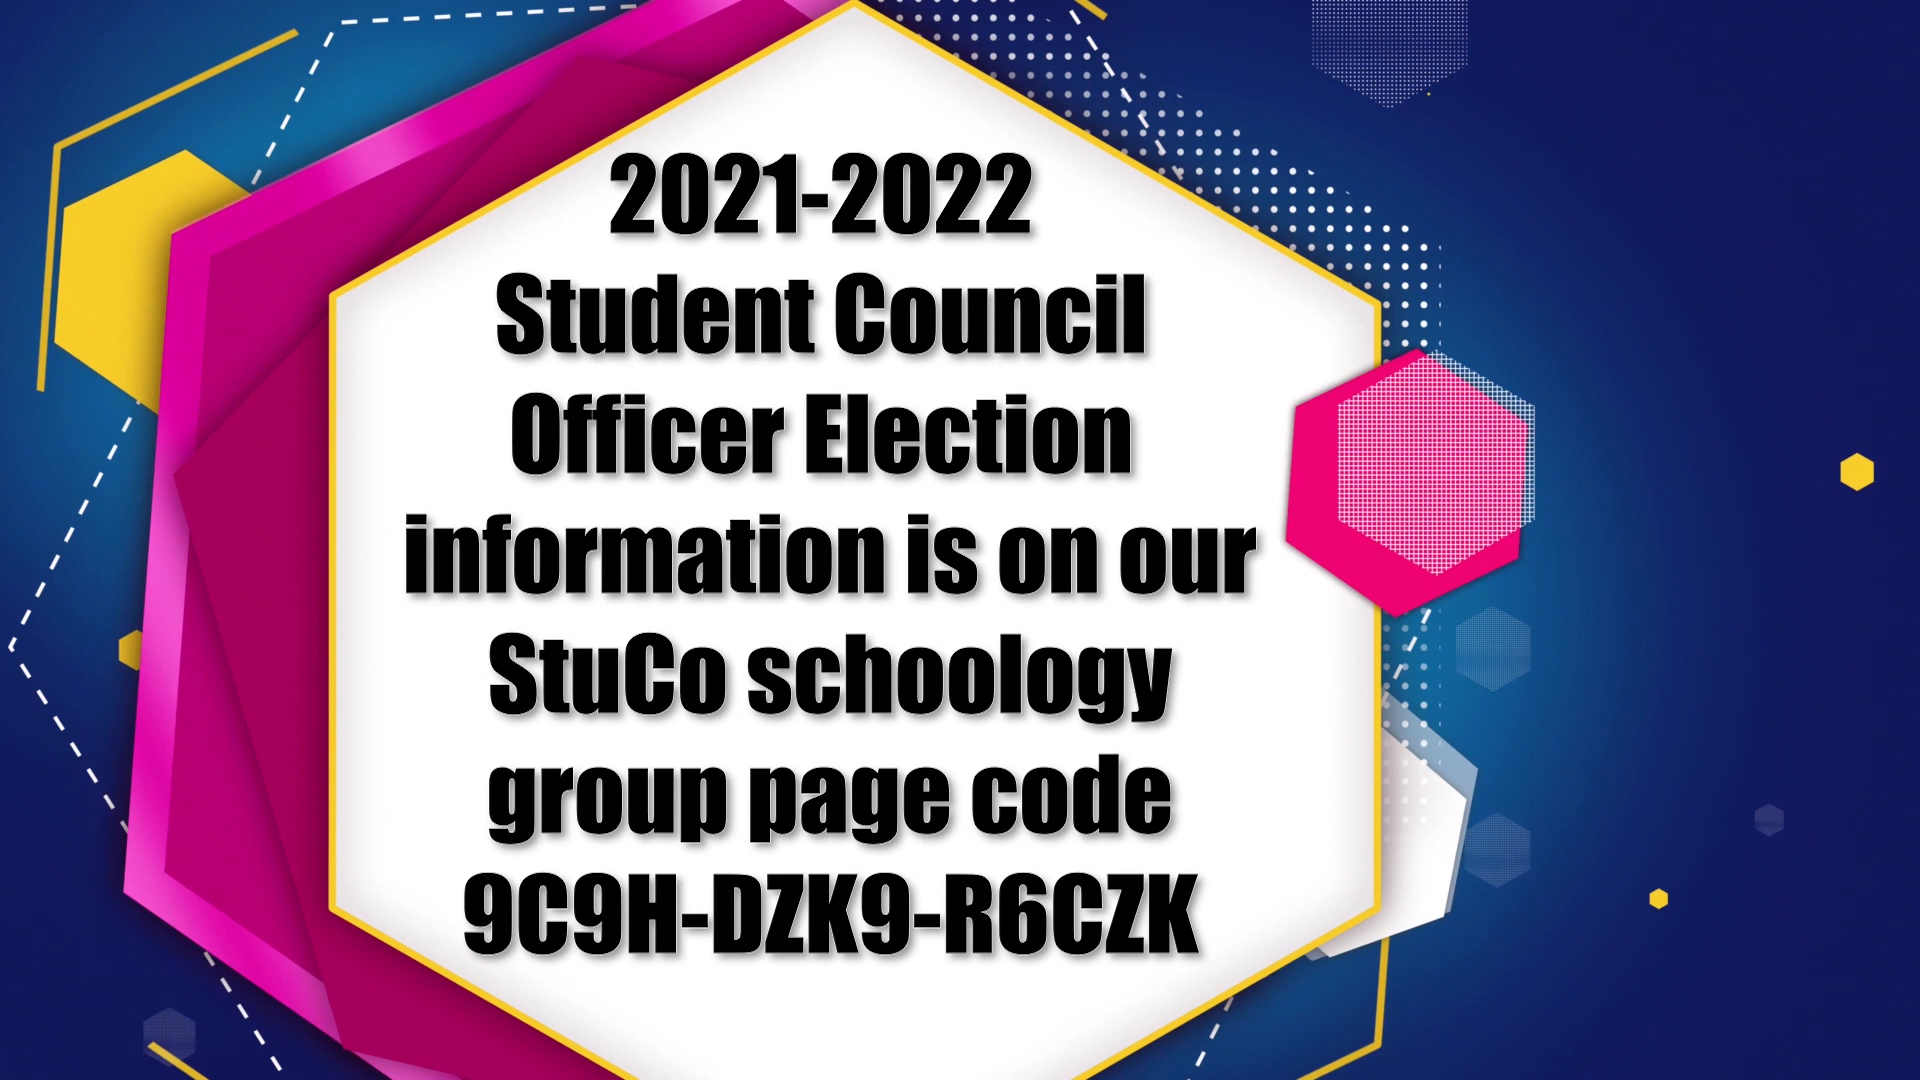 2021-2022
Student Council
Officer Election
information is on our
StuCo schoology
group page code
9C9H-DZK9-R6CZK